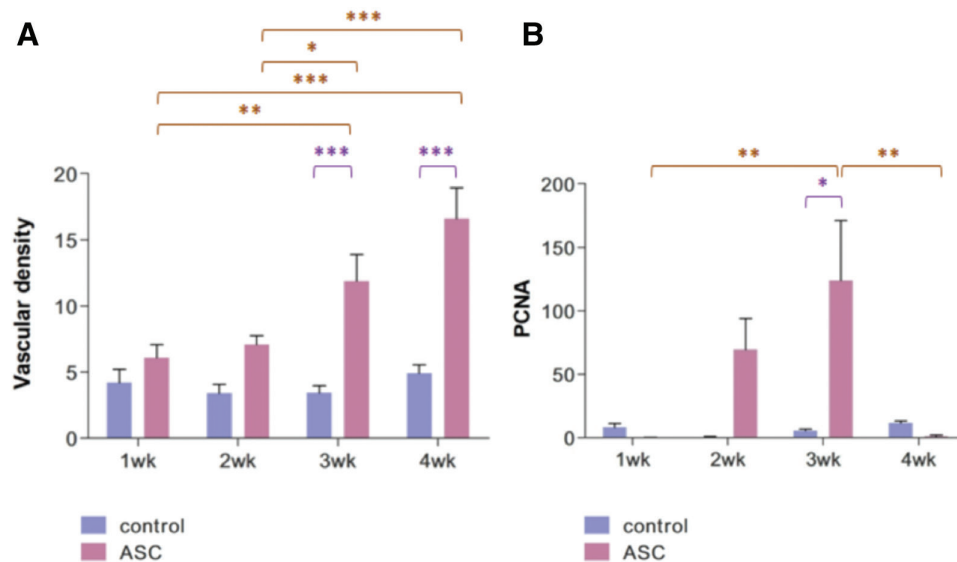 A
***
*
***
**
***
***
20
15
10
5
0
Vascular density
1wk
2wk
3wk
4wk
control
ASC
B
**
**
*
200
150
100
50
0
PCNA
1wk
2wk
3wk
4wk
control
ASC